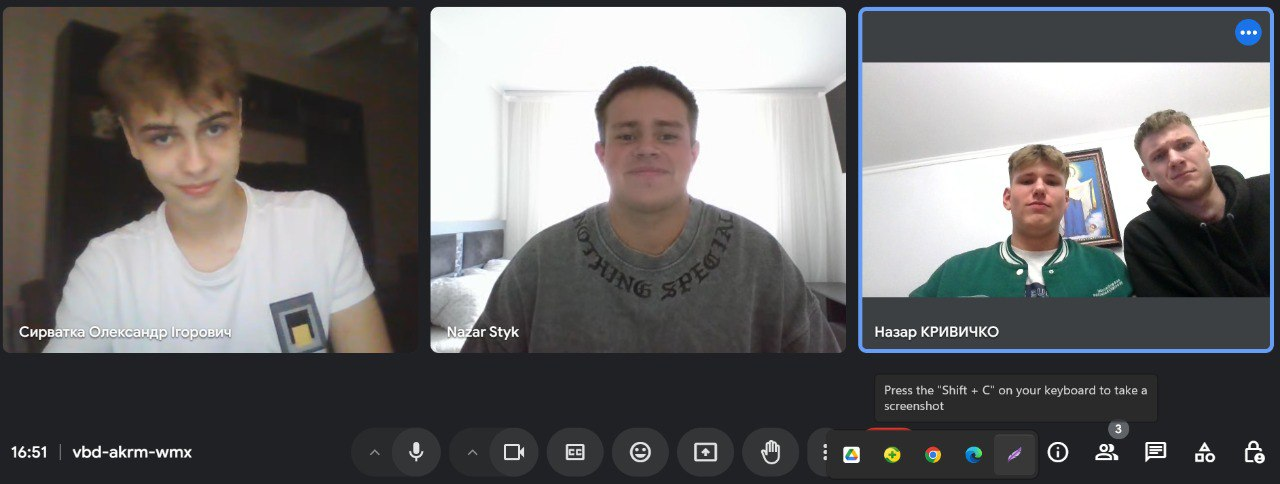 NOTHING SPECIAL
Сирватка Олександр Ігорович
Nazar Styk
Назар КРИВИЧКО
Press the "Shift + C" on your keyboard to take a
screenshot
3
16:51
vbd-akrm-wmx
CC